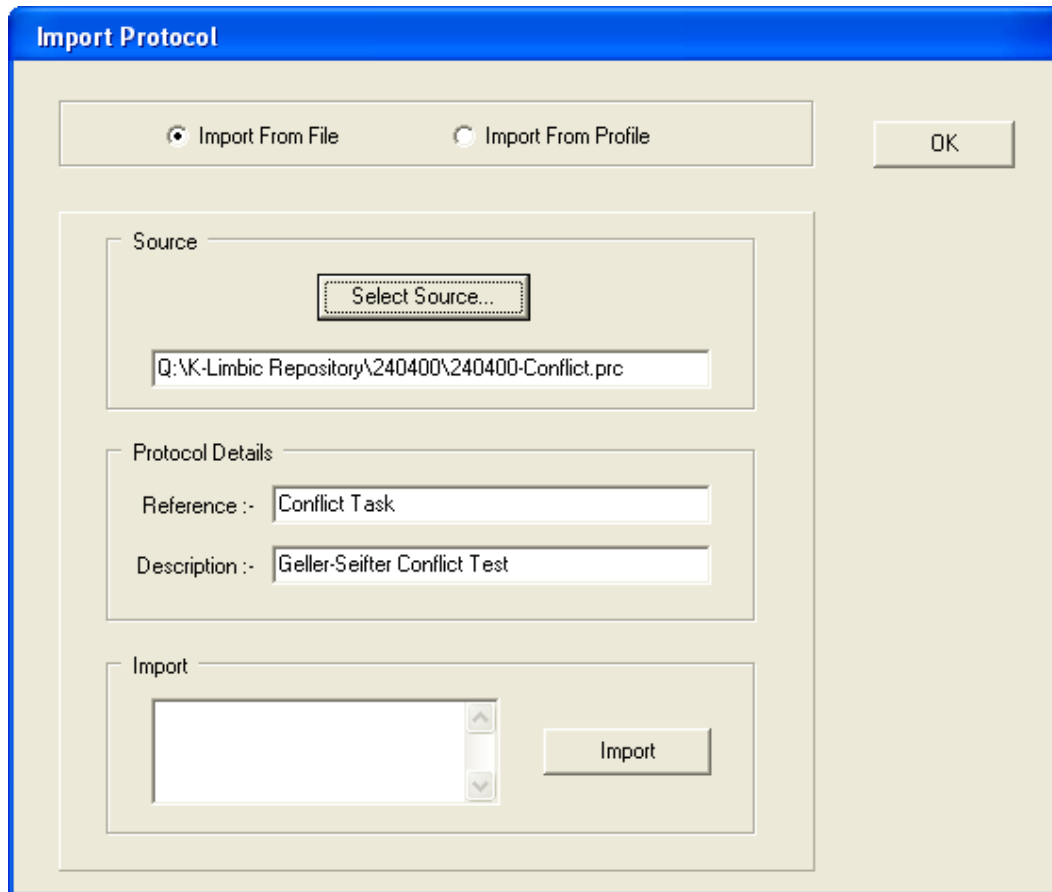 Import Protocol
Import From File
Import From Profile
OK
Source
Select Source...
Q:\K-Limbic Repository\240400\240400-Conflict.prc
Protocol Details
Reference :-
Conflict Task
Description :-
Geller-Seifter Conflict Test
Import
Import